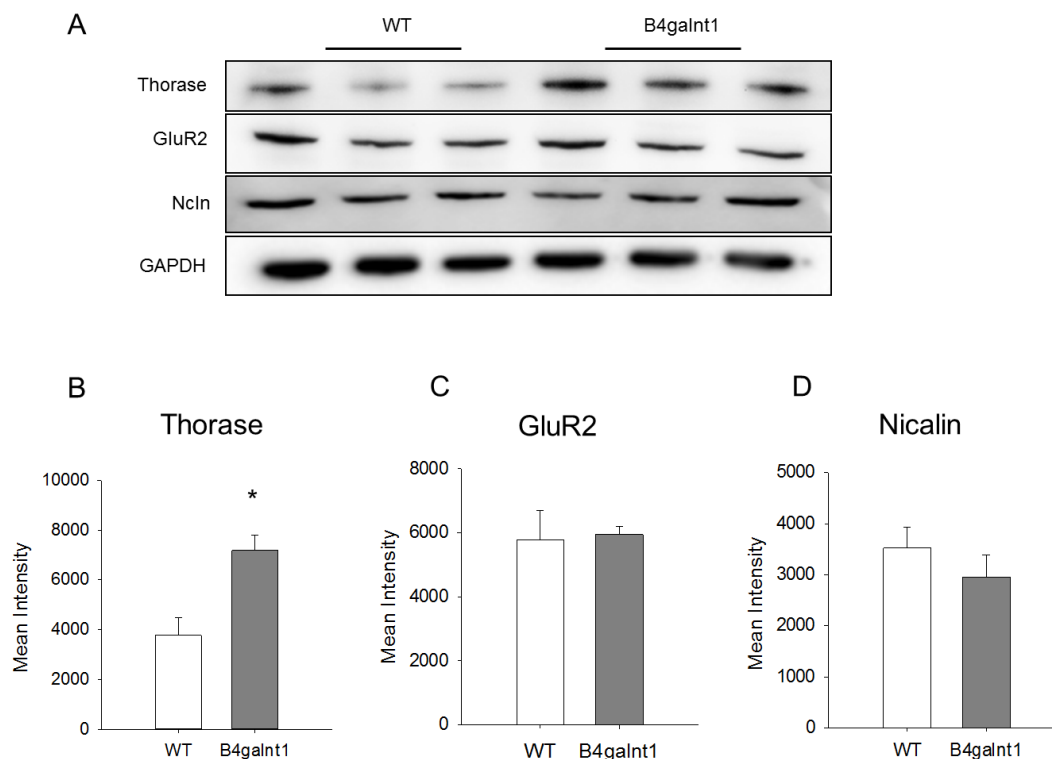 A
WT
B4galnt1
Thorase
GluR2
Ncln
GAPDH
B
Thorase
Mean Intensity
10000
8000
6000
4000
2000
0
*
WT
B4galnt1
C
GluR2
Mean Intensity
8000
6000
4000
2000
0
WT
B4galnt1
D
Nicalin
Mean Intensity
5000
4000
3000
2000
1000
0
WT
B4galnt1